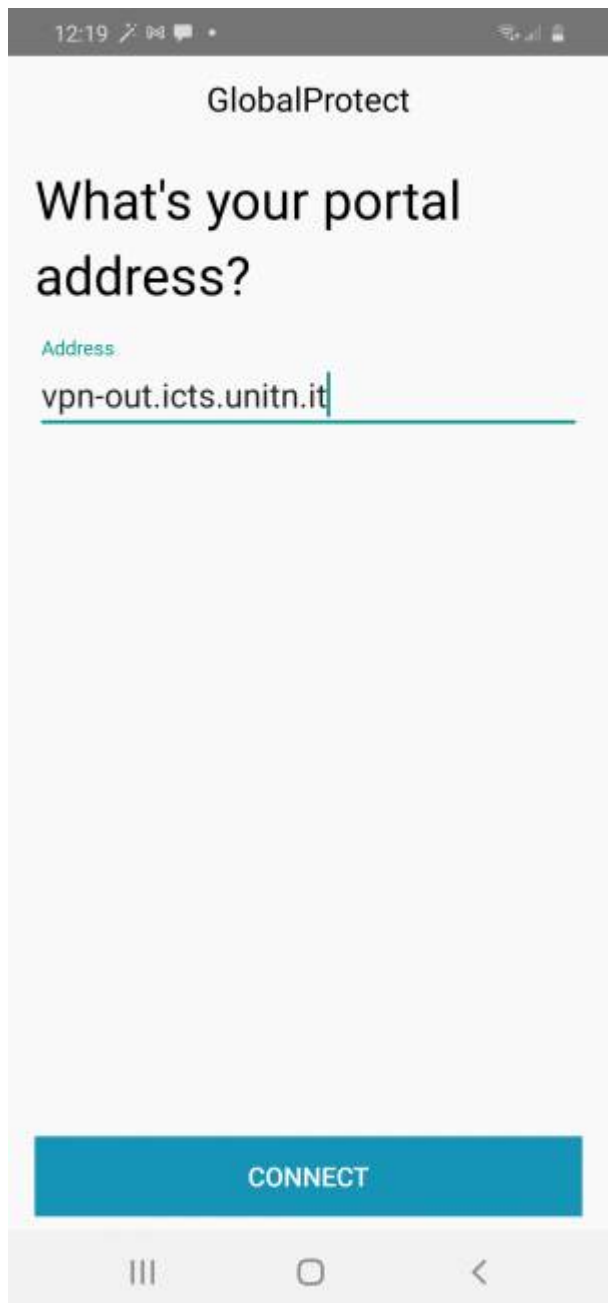 12:19
GlobalProtect
What's your portal
address?
Address
vpn-out.icts.unitn.it
CONNECT